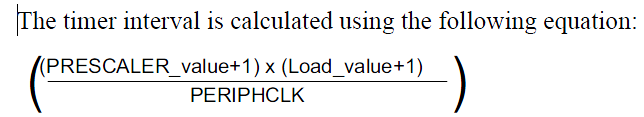 The timer interval is calculated using the following equation:
((PRESCALER_value+1) x (Load_value+1)
PERIPHCLK
)